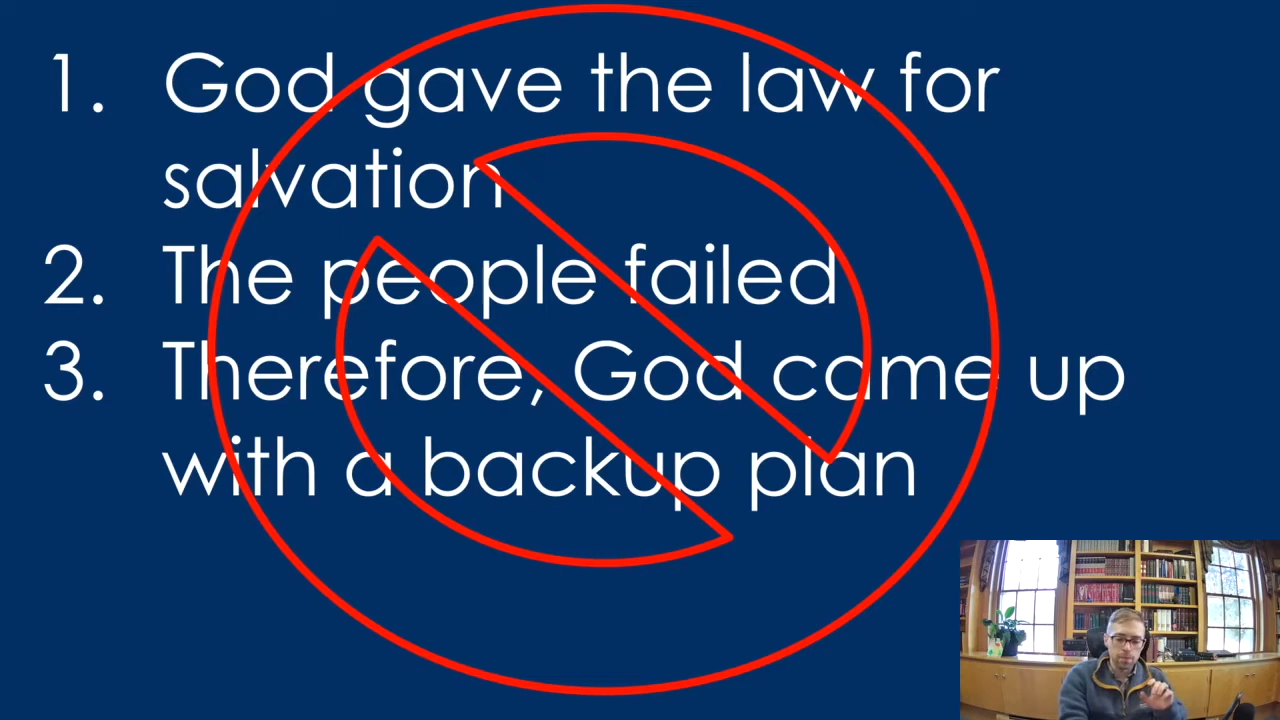 1. God gave the law for
salvation
2. The people failed
3. Therefore, God came up
with a backup plan